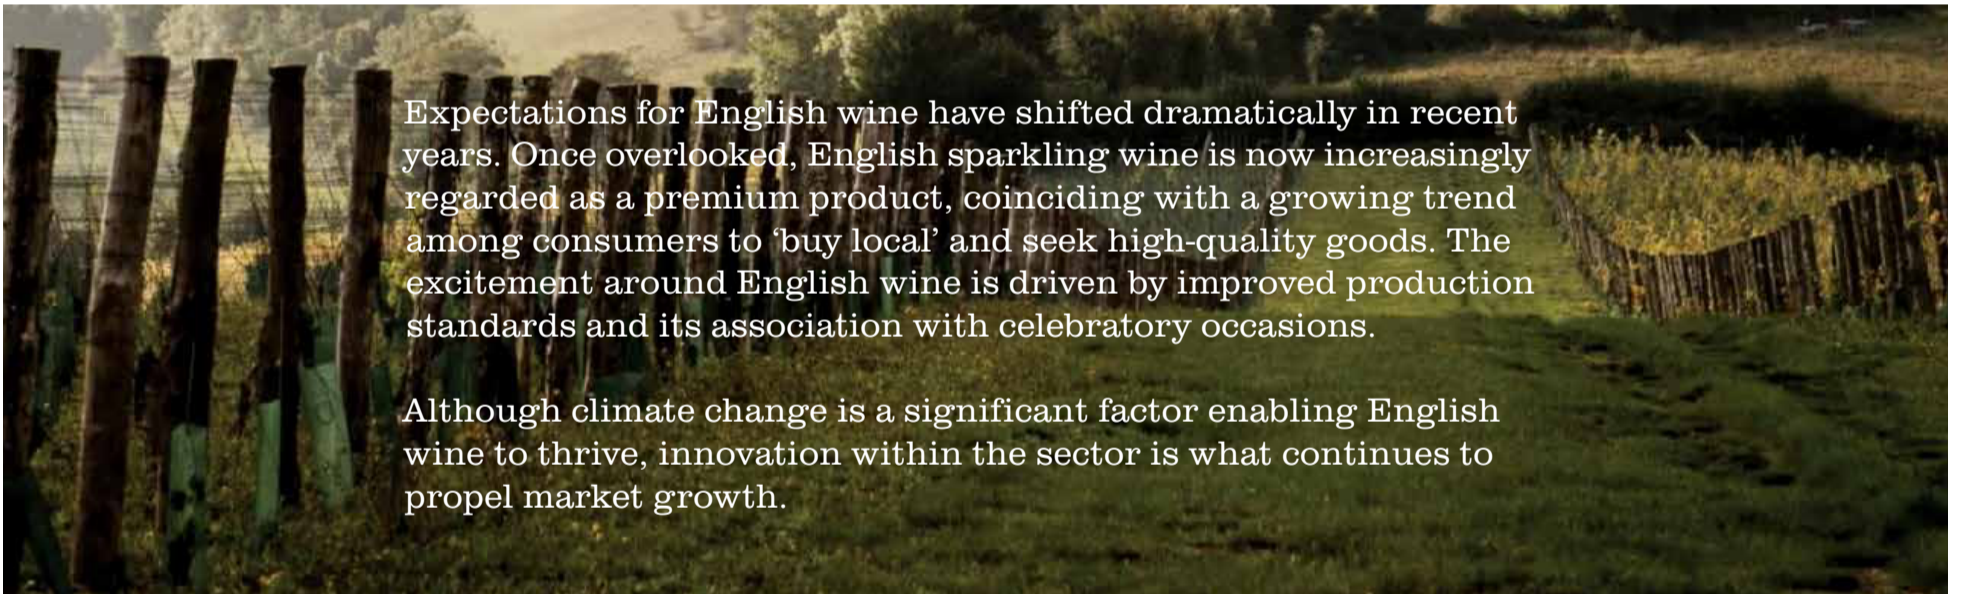 Expectations for English wine have shifted dramatically in recent
years. Once overlooked, English sparkling wine is now increasingly
regarded as a premium product, coinciding with a growing trend
among consumers to ‘buy local’ and seek high-quality goods. The
excitement around English wine is driven by improved production
standards and its association with celebratory occasions.
Although climate change is a significant factor enabling English
wine to thrive, innovation within the sector is what continues to
propel market growth.